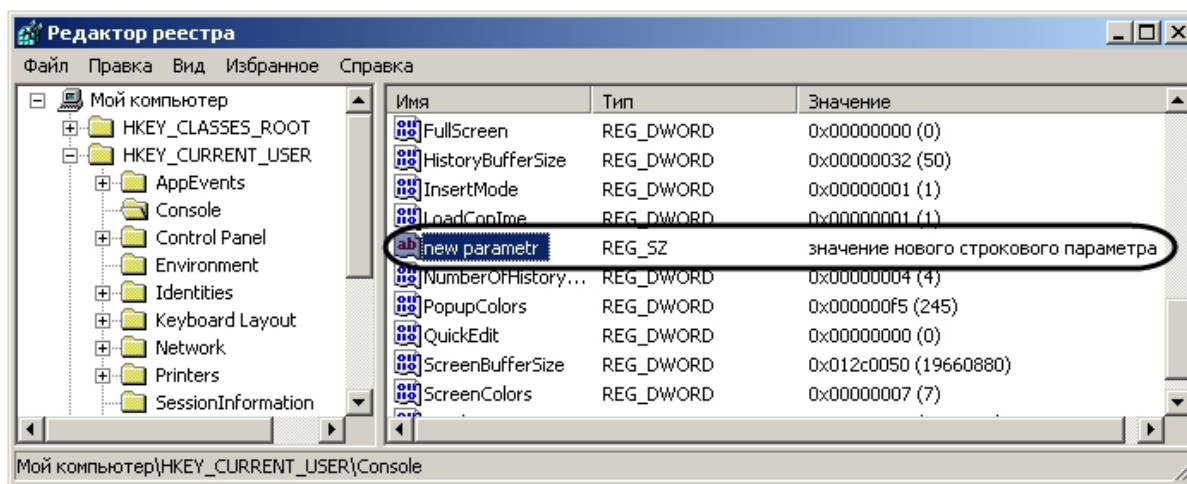 Редактор реестра
Файл Правка Вид Избранное Справка
Мой компьютер
HKEY_CLASSES_ROOT
HKEY_CURRENT_USER
AppEvents
Console
Control Panel
Environment
Identities
Keyboard Layout
Network
Printers
SessionInformation
Имя Тип Значение
FullScreen REG_DWORD 0x00000000 (0)
HistoryBufferSize REG_DWORD 0x00000032 (50)
InsertMode REG_DWORD 0x00000001 (1)
LoadConIme REG_DWORD 0x00000001 (1)
new parametr REG_SZ значение нового строкового параметра
NumberOfHistory... REG_DWORD 0x00000004 (4)
PopupColors REG_DWORD 0x000000f5 (245)
QuickEdit REG_DWORD 0x00000000 (0)
ScreenBufferSize REG_DWORD 0x012c0050 (19660880)
ScreenColors REG_DWORD 0x00000007 (7)
Мой компьютер\HKEY_CURRENT_USER\Console